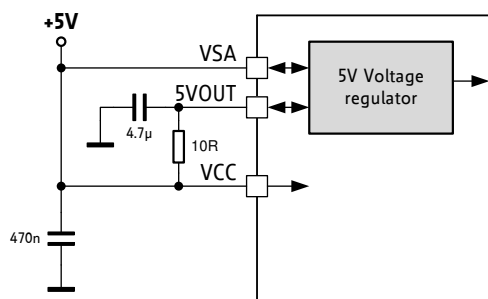 +5V
VSA
5V Voltage
regulator
5VOUT
4.7µ
10R
VCC
470n